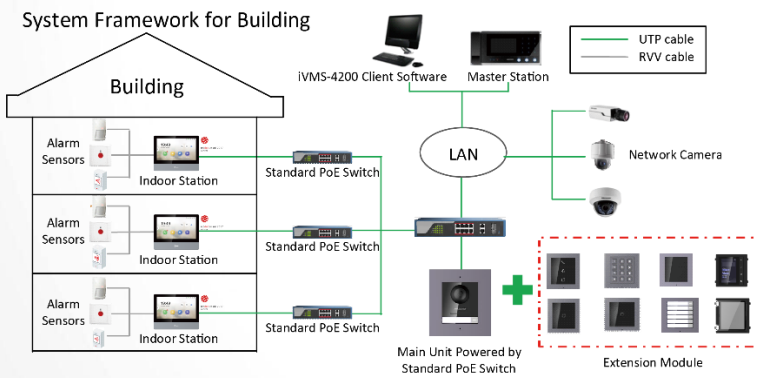 System Framework for Building
UTP cable
RVV cable
iVMS-4200 Client Software
Master Station
Building
LAN
Network Camera
Alarm
Sensors
Indoor Station
Standard PoE Switch
Alarm
Sensors
Indoor Station
Standard PoE Switch
Alarm
Sensors
Indoor Station
Standard PoE Switch
Main Unit Powered by
Standard PoE Switch
Extension Module